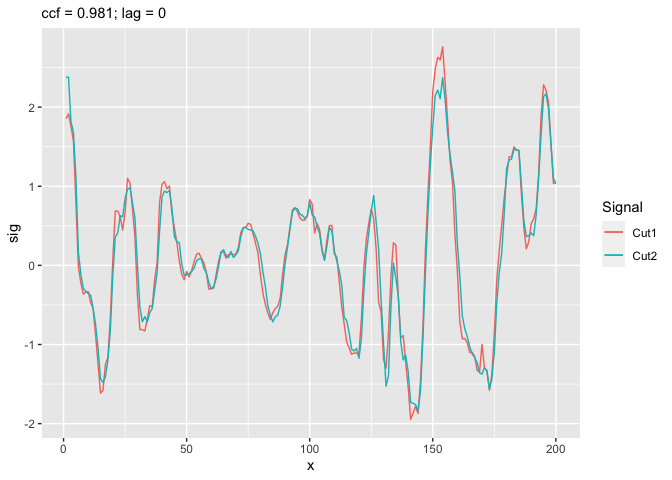 ccf = 0.981; lag = 0
sig
2
1
0
-1
-2
0
50
100
150
200
x
Signal
Cut1
Cut2